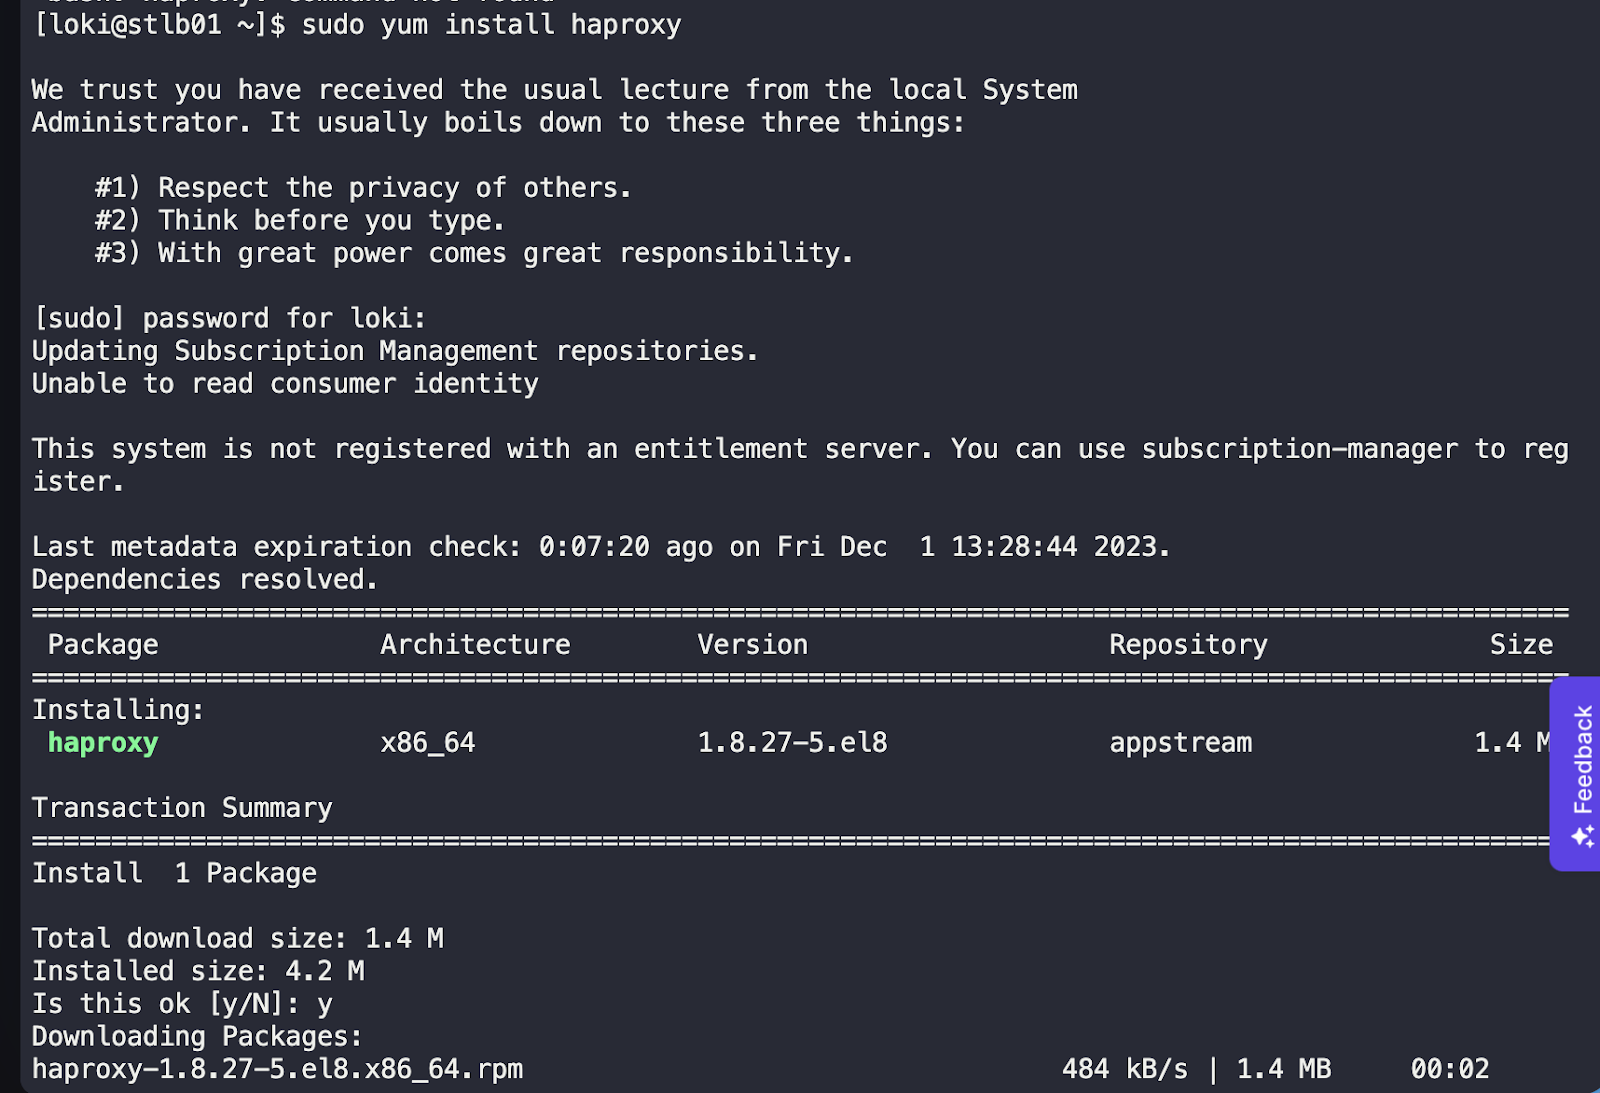 bash: haproxy: command not found
[loki@stlb01 ~]$ sudo yum install haproxy
We trust you have received the usual lecture from the local System
Administrator. It usually boils down to these three things:
#1) Respect the privacy of others.
#2) Think before you type.
#3) With great power comes great responsibility.
[sudo] password for loki:
Updating Subscription Management repositories.
Unable to read consumer identity
This system is not registered with an entitlement server. You can use subscription-manager to reg
ister.
Last metadata expiration check: 0:07:20 ago on Fri Dec  1 13:28:44 2023.
Dependencies resolved.
=================================================================================================
Package Architecture Version Repository Size
=================================================================================================
Installing:
haproxy x86_64 1.8.27-5.el8 appstream 1.4 M
Transaction Summary
=================================================================================================
Install  1 Package
Total download size: 1.4 M
Installed size: 4.2 M
Is this ok [y/N]: y
Downloading Packages:
haproxy-1.8.27-5.el8.x86_64.rpm 484 kB/s | 1.4 MB 00:02
Feedback